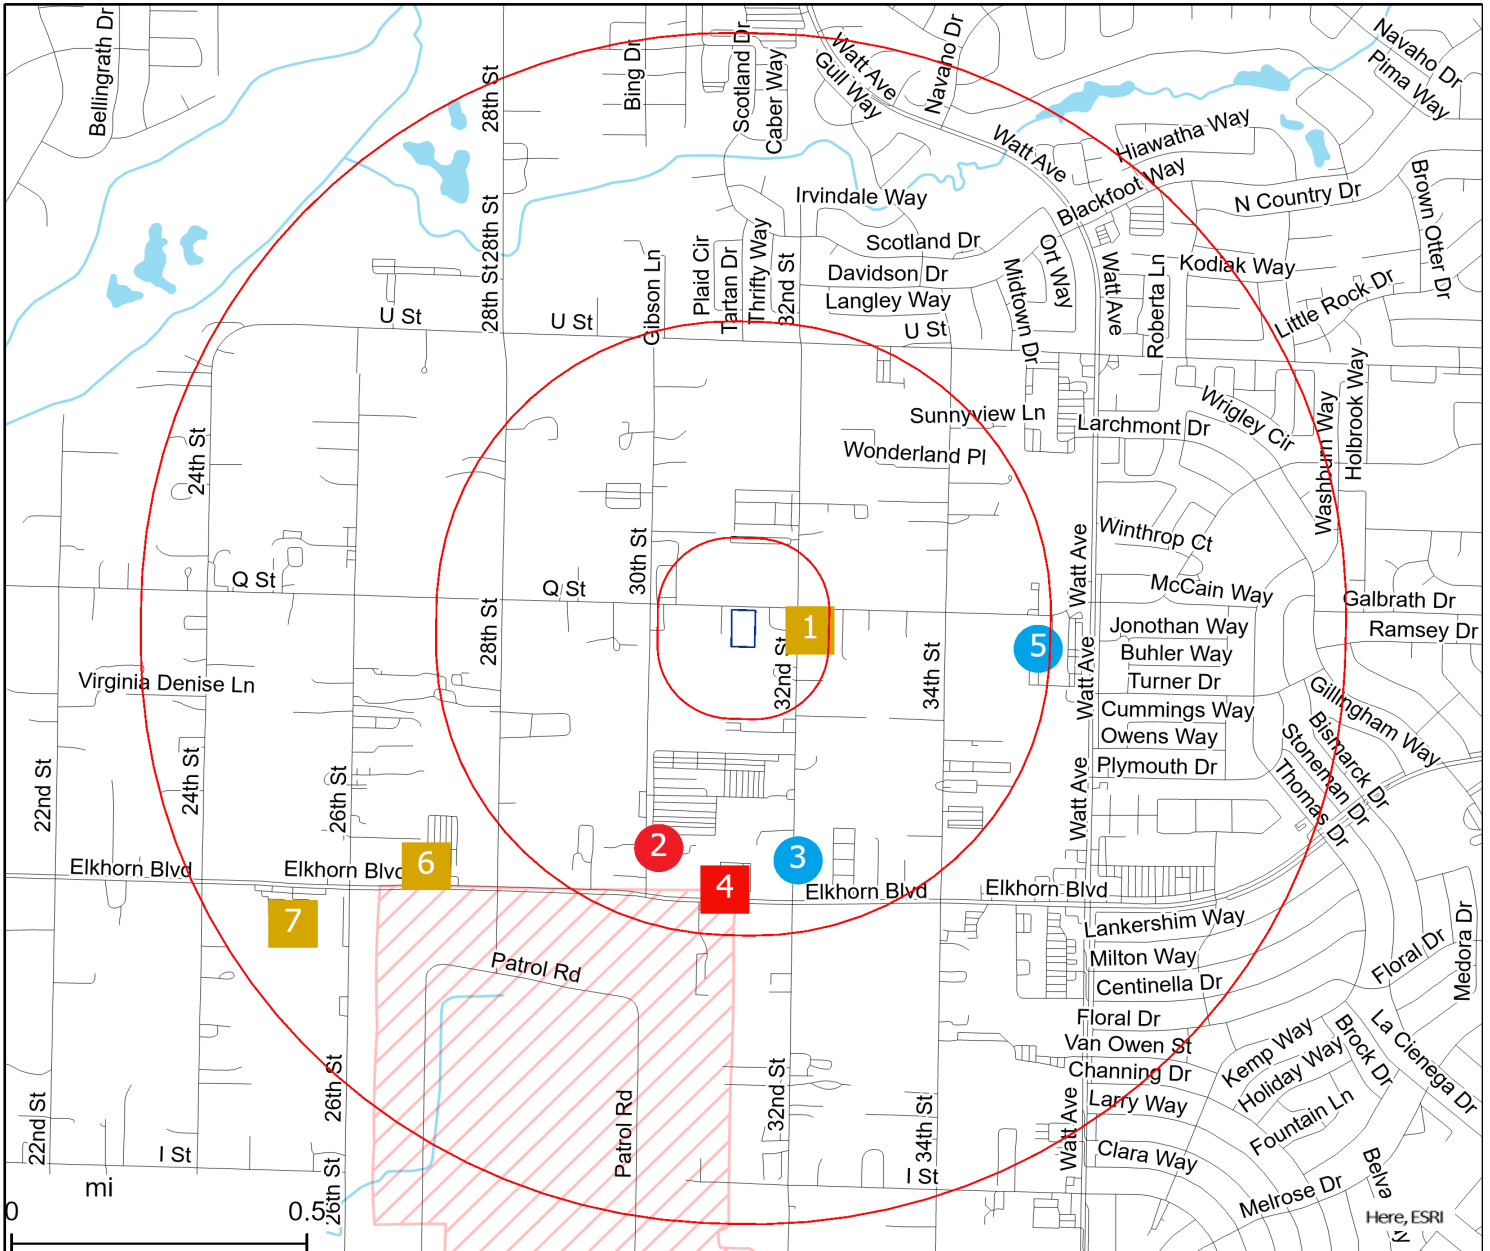 Bellingrath Dr
28th St
Bing Dr
Scotland Dr
Caber Way
Watt Ave
Gull Way
Navaho Dr
Navaho Dr
Pima Way
Watt Ave
Hiawatha Way
Blackfoot Way
N Country Dr
Brown Otter Dr
Irvindale Way
Scotland Dr
Davidson Dr
Langley Way
U St
Ort Way
Midtown Dr
Watt Ave
Roberta Ln
Kodiak Way
Little Rock Dr
28th St
28th St
U St
U St
Gibson Ln
Plaid Cir
Tartan Dr
Thrifty Way
32nd St
Sunnyview Ln
Wonderland Pl
Larchmont Dr
Wrigley Cir
Washburn Way
Holbrook Way
24th St
Q St
Q St
30th St
28th St
Winthrop Ct
Watt Ave
McCain Way
Galbrath Dr
Ramsey Dr
Jonothan Way
Buhler Way
Turner Dr
Cummings Way
Owens Way
Plymouth Dr
1
32nd St
34th St
5
Watt Ave
Virginia Denise Ln
Gillingham Way
Bismarck Dr
Stoneman Dr
Thomas Dr
22nd St
24th St
26th St
Watt Ave
2
3
4
6
7
Elkhorn Blvd
Elkhorn Blvd
Elkhorn Blvd
Elkhorn Blvd
Lankershim Way
Milton Way
Centinella Dr
Floral Dr
Van Owen St
Channing Dr
Larry Way
Clara Way
Floral Dr
Medora Dr
La Cienega Dr
Kemp Way
Holiday Way
Brock Dr
Fountain Ln
Melrose Dr
Belva
Patrol Rd
Patrol Rd
26th St
32nd St
34th St
Watt Ave
22nd St
I St
I St
26th St
mi
0
0.5
Here, ESRI